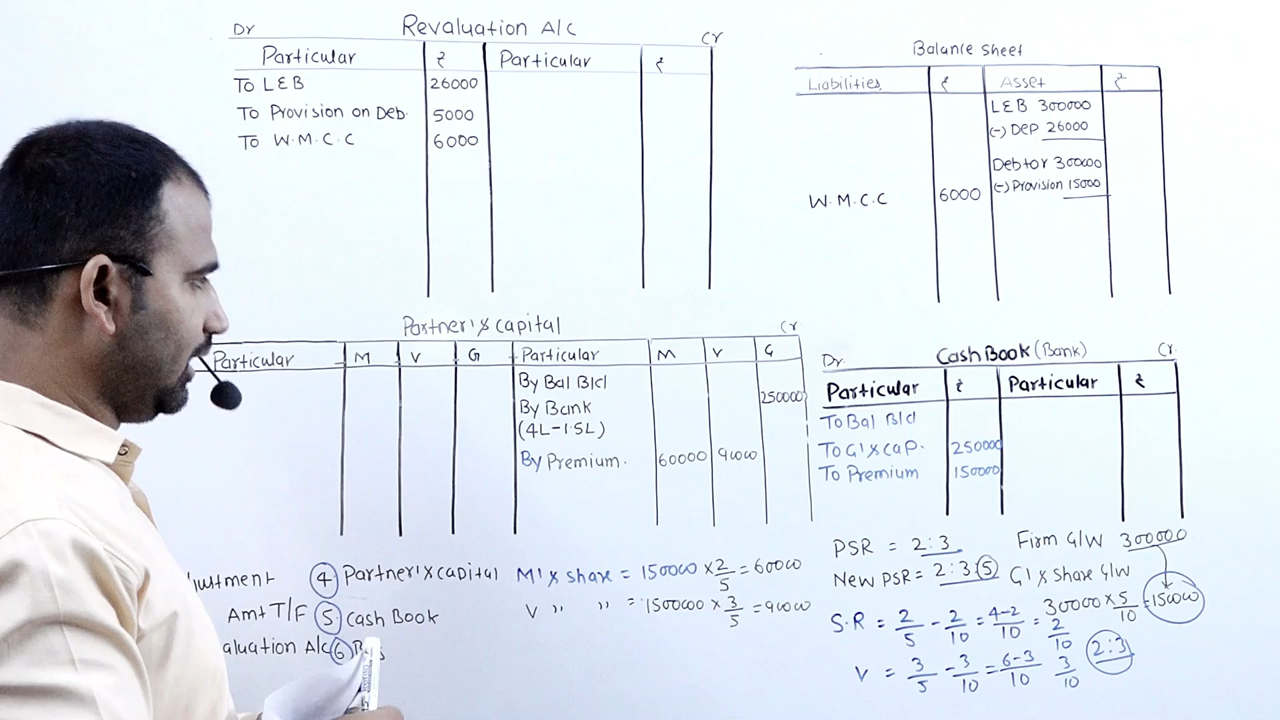 Dr Revaluation A/C Cr
Particular ₹ Particular ₹
To L&B 26000
To Provision on Deb. 5000
To W.M.C.C 6000
Balance Sheet
Liabilities ₹ Asset ₹
L&B 300000
(-) Dep 26000
Debtor 300000
(-) Provision 15000
W.M.C.C 6000
Partner's capital Cr
Particular M V G Particular M V G
By Bal B/d
250000
By Bank
(4L-1.5L)
By Premium. 60000 90000
Dr. Cash Book (Bank) Cr.
Particular ₹ Particular ₹
To Bal B/d
To G's cap. 250000
To Premium 150000
ustment 4 Partner's capital
Amt T/F 5 Cash Book
aluation A/c 6
M's share = 150000 × 2/5 = 60000
V " " = 1500000 × 3/5 = 90000
PSR = 2:3 Firm G/W 300000
New PSR = 2:3:5 G's Share G/W
30000 × 5/10 = 150000
S.R = 2/5 - 2/10 = 4-2/10 = 2/10
V = 3/5 - 3/10 = 6-3/10 3/10 2:3